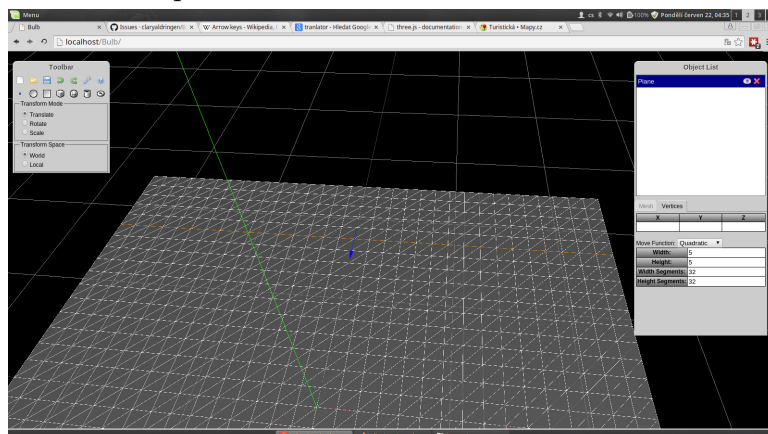 Menu
cs
100%
Pondělí červen 22, 04:35
1
2
3
Bulb
Issues · claryaldringen/
Arrow keys - Wikipedia,
tranlator - Hledat Goog
three.js - documentation
Turistická • Mapy.cz
localhost/Bulb/
Toolbar
Transform Mode
Translate
Rotate
Scale
Transform Space
World
Local
Object List
Plane
Mesh Vertices
X Y Z
Move Function: Quadratic
Width: 5
Height: 5
Width Segments: 32
Height Segments: 32